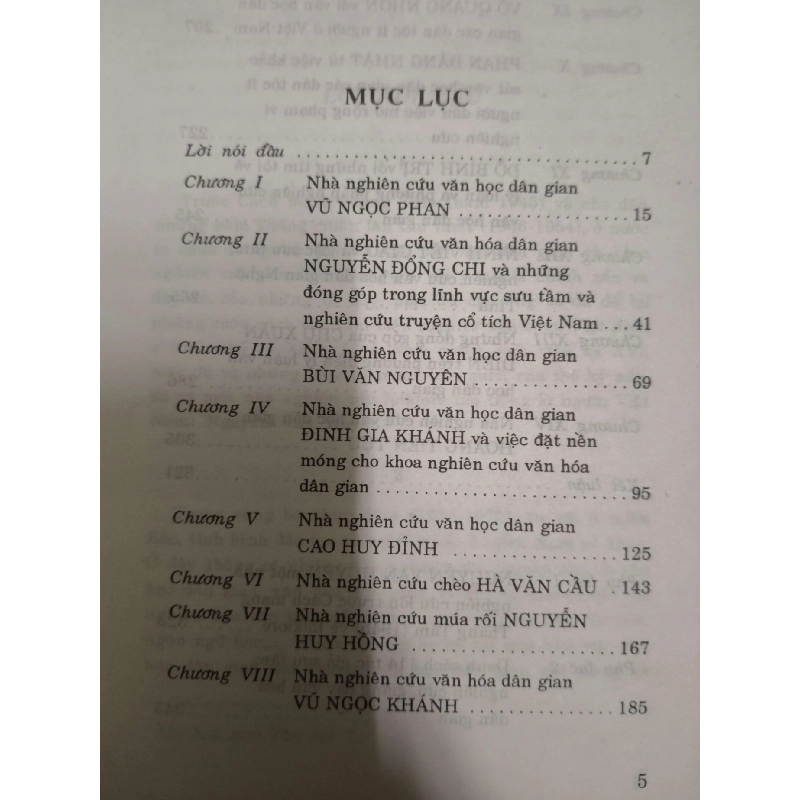 MỤC LỤC
Lời nói đầu ........................................ 7
Chương I Nhà nghiên cứu văn học dân gian
VŨ NGỌC PHAN ...................... 15
Chương II Nhà nghiên cứu văn hóa dân gian
NGUYỄN ĐỔNG CHI và những
đóng góp trong lĩnh vực sưu tầm và
nghiên cứu truyện cổ tích Việt Nam ... 41
Chương III Nhà nghiên cứu văn học dân gian
BÙI VĂN NGUYÊN .................. 69
Chương IV Nhà nghiên cứu văn học dân gian
ĐINH GIA KHÁNH và việc đặt nền
móng cho khoa nghiên cứu văn hóa
dân gian ............................ 95
Chương V Nhà nghiên cứu văn học dân gian
CAO HUY ĐỈNH .................... 125
Chương VI Nhà nghiên cứu chèo HÀ VĂN CẦU . 143
Chương VII Nhà nghiên cứu múa rối NGUYỄN
HUY HỒNG ........................ 167
Chương VIII Nhà nghiên cứu văn hóa dân gian
VŨ NGỌC KHÁNH ................ 185
5